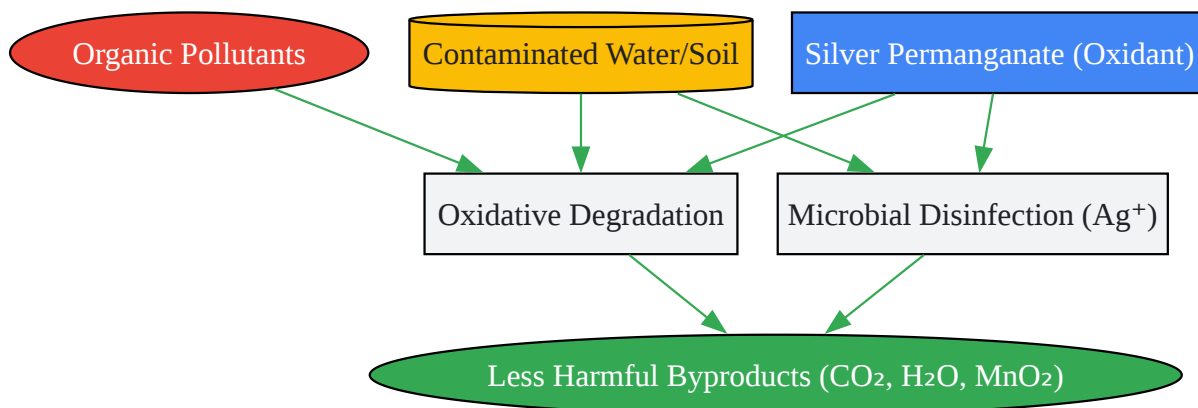 Organic Pollutants
Contaminated Water/Soil
Silver Permanganate (Oxidant)
Oxidative Degradation
Microbial Disinfection (Ag⁺)
Less Harmful Byproducts (CO₂, H₂O, MnO₂)